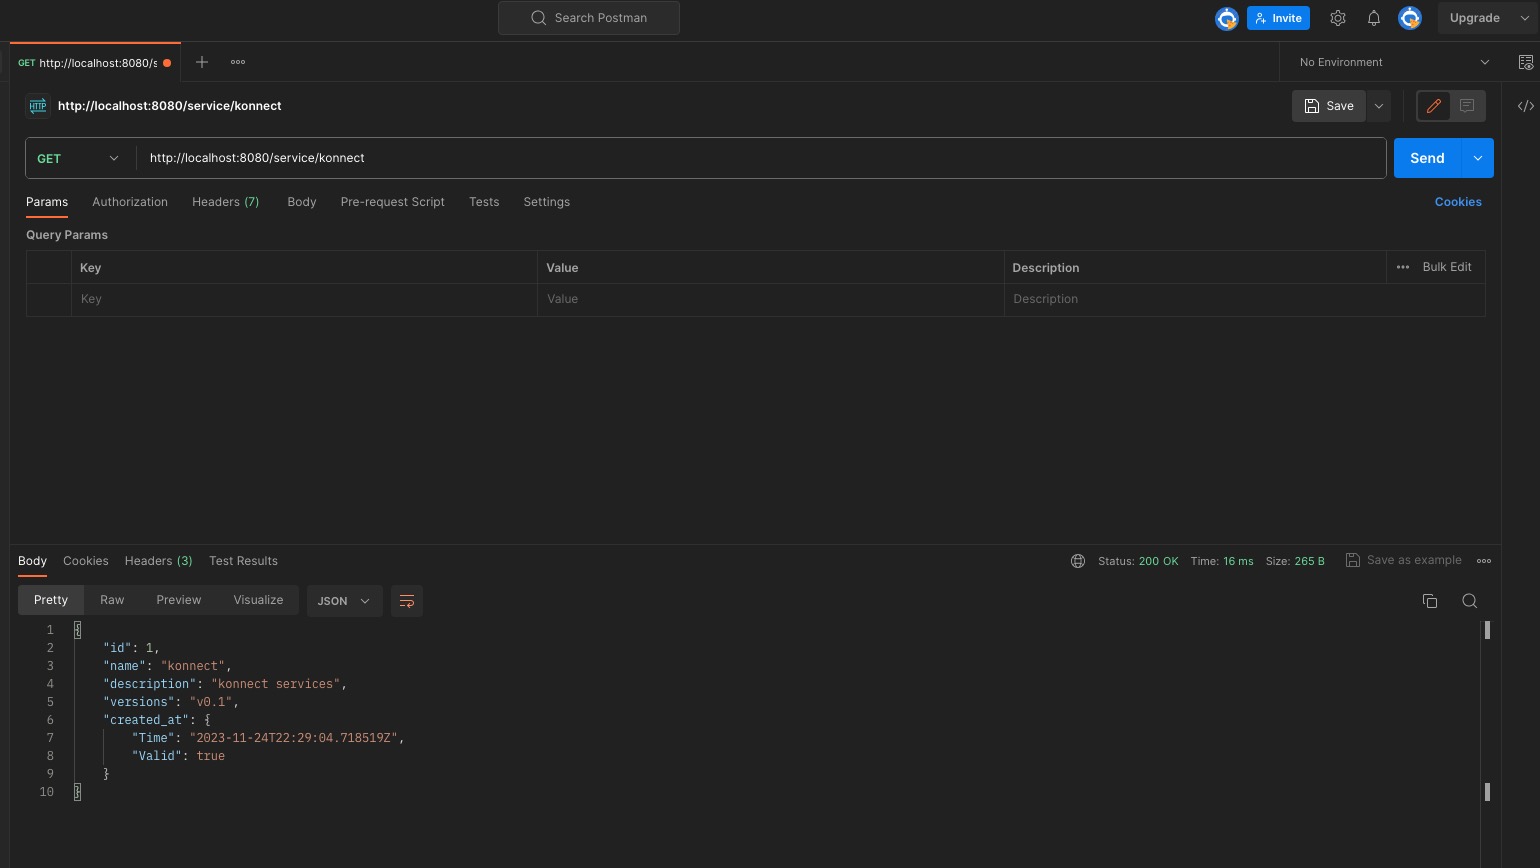 Search Postman
Invite
Upgrade
GET http://localhost:8080/s
No Environment
HTTP http://localhost:8080/service/konnect
Save
GET http://localhost:8080/service/konnect
Send
Params Authorization Headers (7) Body Pre-request Script Tests Settings
Cookies
Query Params
Key Value Description Bulk Edit
Key Value Description
Body Cookies Headers (3) Test Results
Status: 200 OK Time: 16 ms Size: 265 B Save as example
Pretty Raw Preview Visualize JSON
1 {
2 "id": 1,
3 "name": "konnect",
4 "description": "konnect services",
5 "versions": "v0.1",
6 "created_at": {
7 "Time": "2023-11-24T22:29:04.718519Z",
8 "Valid": true
9 }
10 }